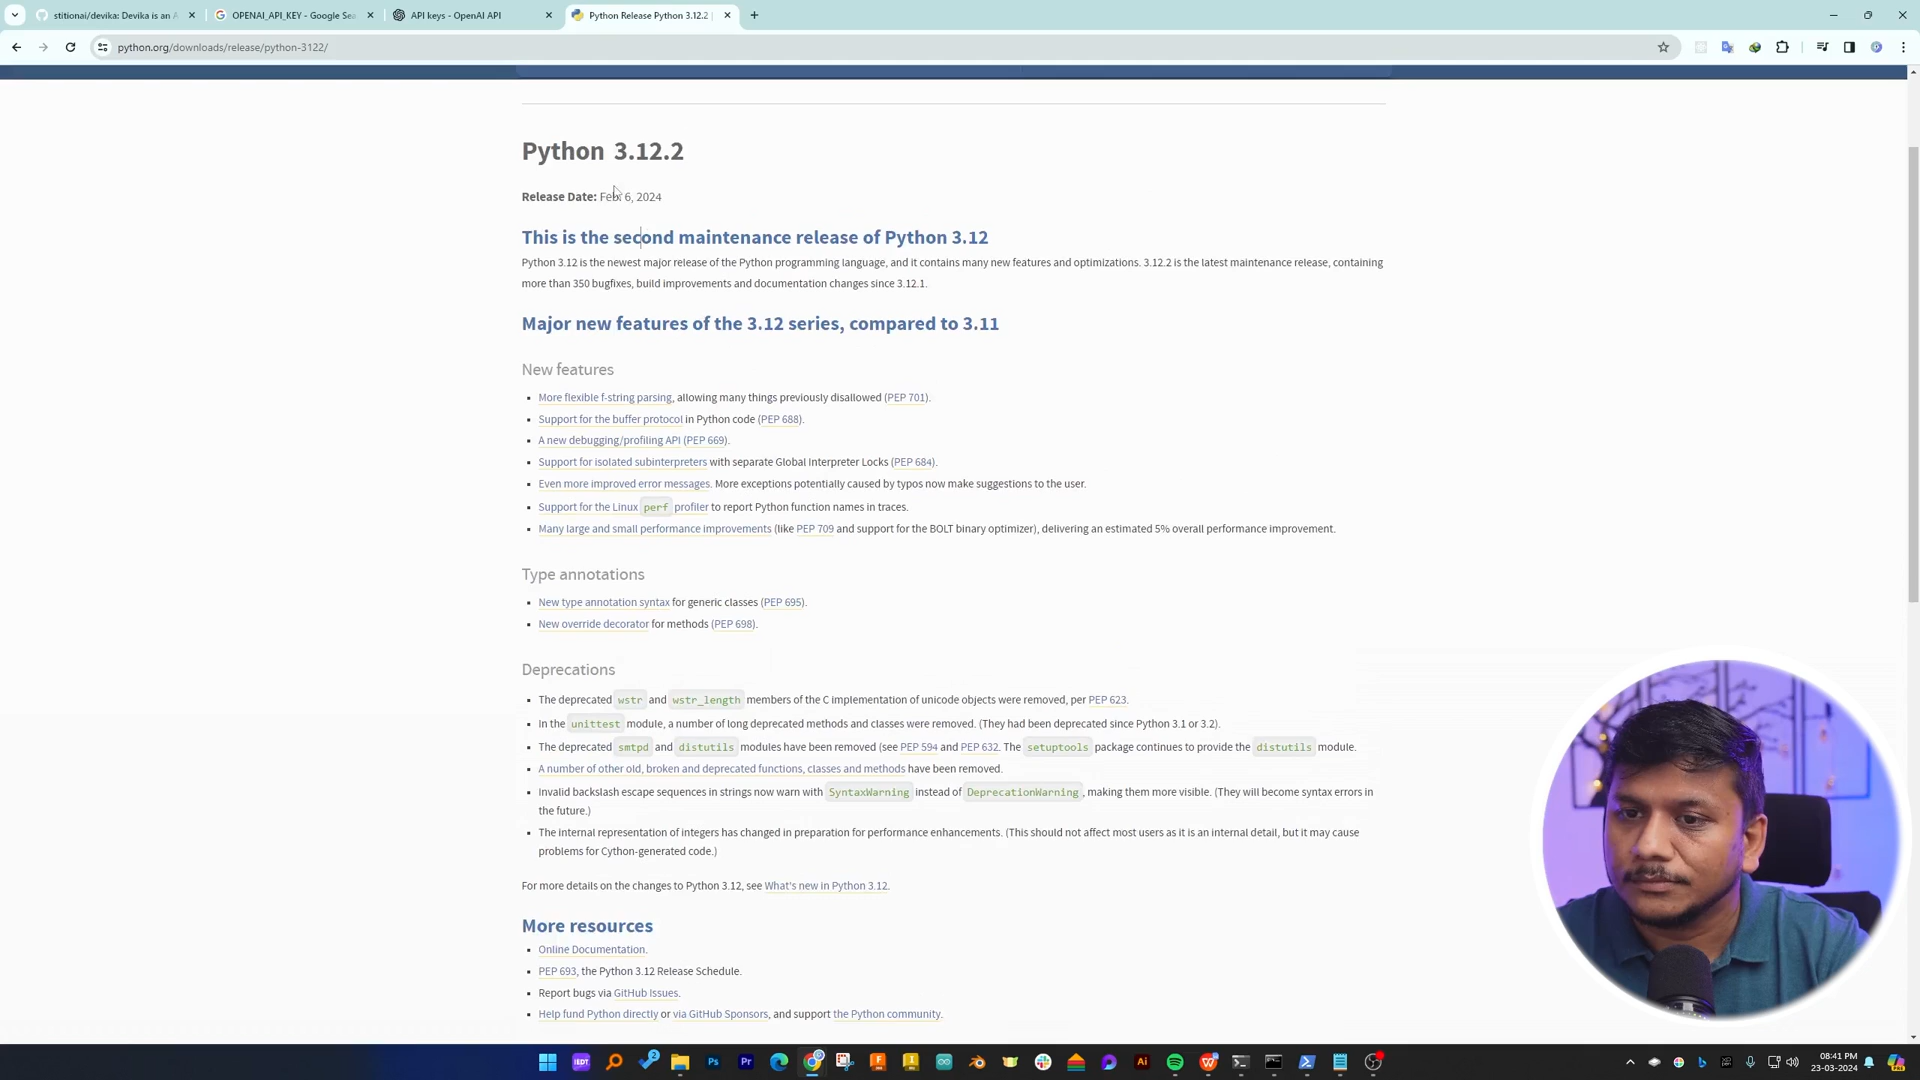 stitionai/devika: Devika is an A
OPENAI_API_KEY - Google Sea
API keys - OpenAI API
Python Release Python 3.12.2 |
python.org/downloads/release/python-3122/
Python 3.12.2
Release Date: Feb. 6, 2024
This is the second maintenance release of Python 3.12
Python 3.12 is the newest major release of the Python programming language, and it contains many new features and optimizations. 3.12.2 is the latest maintenance release, containing
more than 350 bugfixes, build improvements and documentation changes since 3.12.1.
Major new features of the 3.12 series, compared to 3.11
New features
More flexible f-string parsing, allowing many things previously disallowed (PEP 701).
Support for the buffer protocol in Python code (PEP 688).
A new debugging/profiling API (PEP 669).
Support for isolated subinterpreters with separate Global Interpreter Locks (PEP 684).
Even more improved error messages. More exceptions potentially caused by typos now make suggestions to the user.
Support for the Linux perf profiler to report Python function names in traces.
Many large and small performance improvements (like PEP 709 and support for the BOLT binary optimizer), delivering an estimated 5% overall performance improvement.
Type annotations
New type annotation syntax for generic classes (PEP 695).
New override decorator for methods (PEP 698).
Deprecations
The deprecated wstr and wstr_length members of the C implementation of unicode objects were removed, per PEP 623.
In the unittest module, a number of long deprecated methods and classes were removed. (They had been deprecated since Python 3.1 or 3.2).
The deprecated smtpd and distutils modules have been removed (see PEP 594 and PEP 632. The setuptools package continues to provide the distutils module.
A number of other old, broken and deprecated functions, classes and methods have been removed.
Invalid backslash escape sequences in strings now warn with SyntaxWarning instead of DeprecationWarning, making them more visible. (They will become syntax errors in
the future.)
The internal representation of integers has changed in preparation for performance enhancements. (This should not affect most users as it is an internal detail, but it may cause
problems for Cython-generated code.)
For more details on the changes to Python 3.12, see What's new in Python 3.12.
More resources
Online Documentation.
PEP 693, the Python 3.12 Release Schedule.
Report bugs via GitHub Issues.
Help fund Python directly or via GitHub Sponsors, and support the Python community.
08:41 PM
23-03-2024